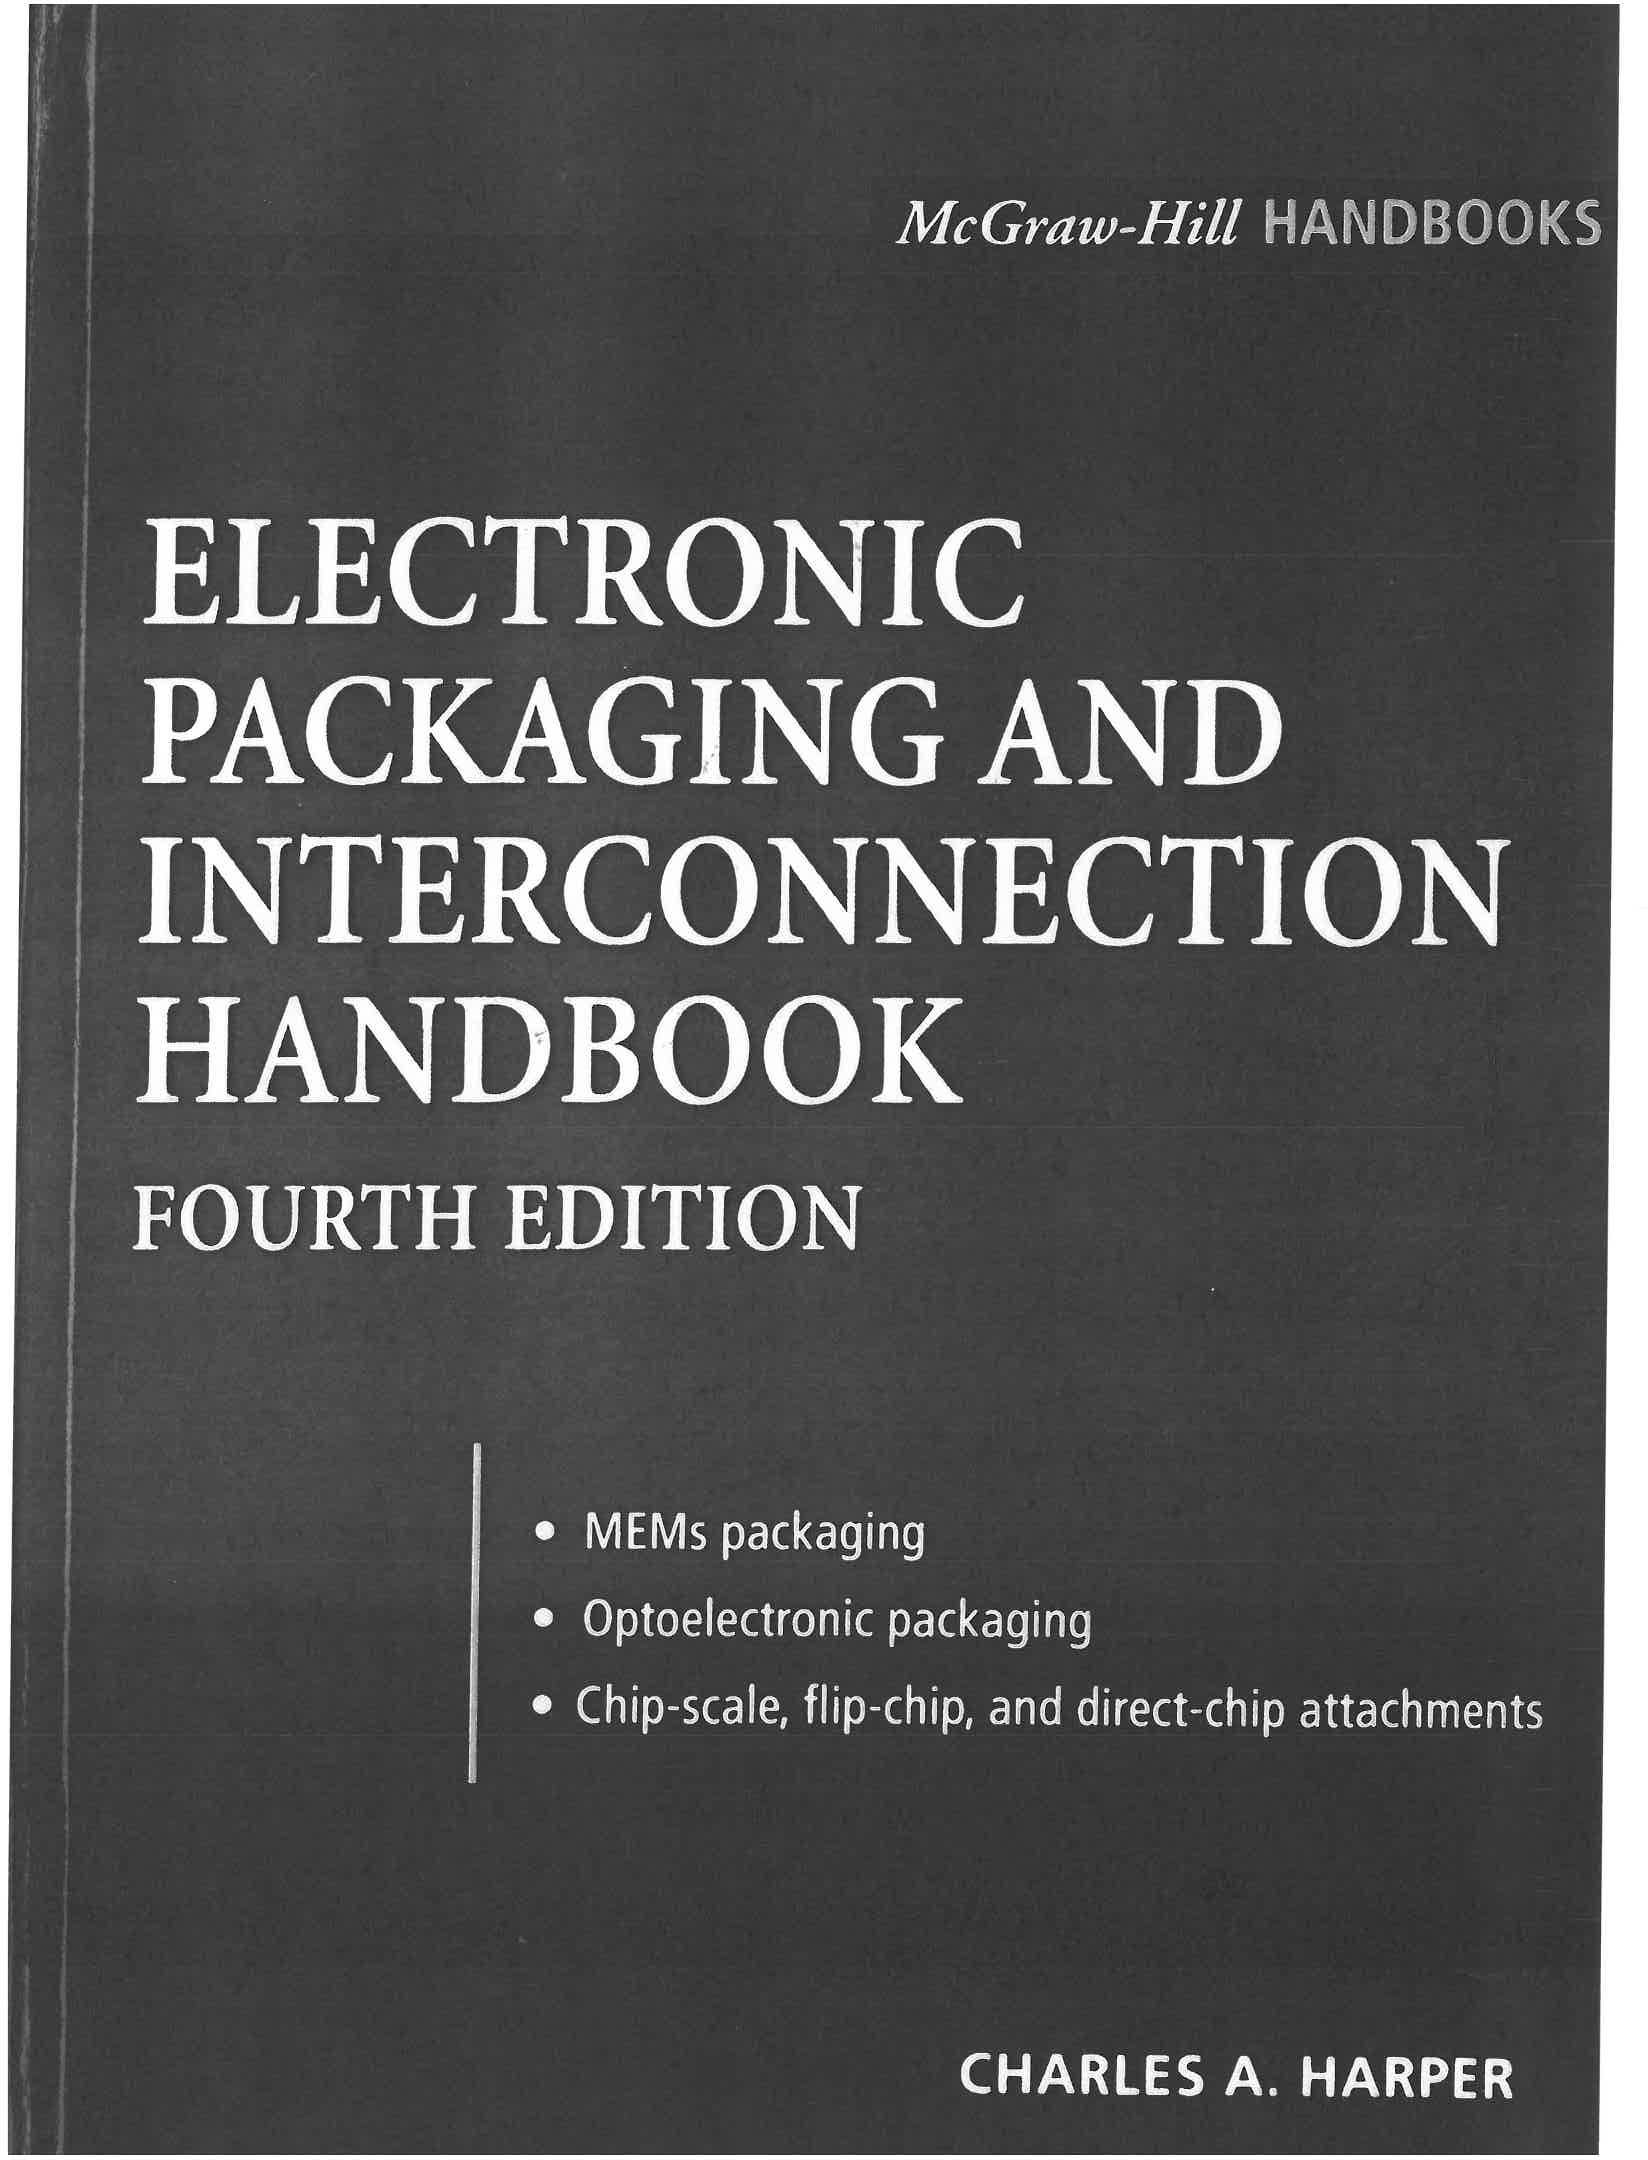 McGraw-Hill HANDBOOKS
ELECTRONIC
PACKAGING AND
INTERCONNECTION
HANDBOOK
FOURTH EDITION
• MEMs packaging
• Optoelectronic packaging
• Chip-scale, flip-chip, and direct-chip attachments
CHARLES A. HARPER